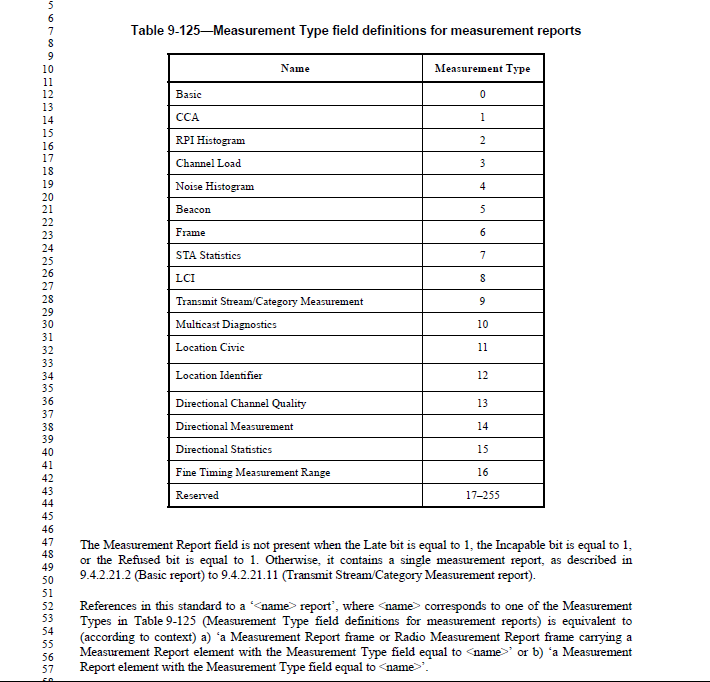 5
6
7
8
9
10
11
12
13
14
15
16
17
18
19
20
21
22
23
24
25
26
27
28
29
30
31
32
33
34
35
36
37
38
39
40
41
42
43
44
45
46
47
48
49
50
51
52
53
54
55
56
57
Table 9-125—Measurement Type field definitions for measurement reports
Name Measurement Type
Basic 0
CCA 1
RPI Histogram 2
Channel Load 3
Noise Histogram 4
Beacon 5
Frame 6
STA Statistics 7
LCI 8
Transmit Stream/Category Measurement 9
Multicast Diagnostics 10
Location Civic 11
Location Identifier 12
Directional Channel Quality 13
Directional Measurement 14
Directional Statistics 15
Fine Timing Measurement Range 16
Reserved 17–255
The Measurement Report field is not present when the Late bit is equal to 1, the Incapable bit is equal to 1,
or the Refused bit is equal to 1. Otherwise, it contains a single measurement report, as described in
9.4.2.21.2 (Basic report) to 9.4.2.21.11 (Transmit Stream/Category Measurement report).
References in this standard to a ‘<name> report’, where <name> corresponds to one of the Measurement
Types in Table 9-125 (Measurement Type field definitions for measurement reports) is equivalent to
(according to context) a) ‘a Measurement Report frame or Radio Measurement Report frame carrying a
Measurement Report element with the Measurement Type field equal to <name>’ or b) ‘a Measurement
Report element with the Measurement Type field equal to <name>’.